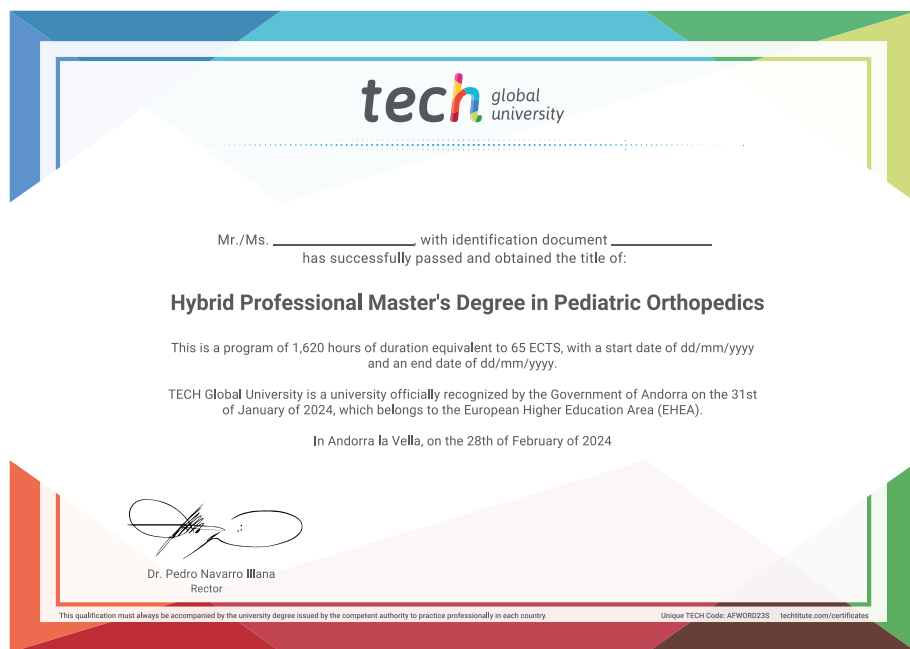 tech global university
Mr./Ms. ____________, with identification document ____________
has successfully passed and obtained the title of:
Hybrid Professional Master's Degree in Pediatric Orthopedics
This is a program of 1,620 hours of duration equivalent to 65 ECTS, with a start date of dd/mm/yyyy
and an end date of dd/mm/yyyy.
TECH Global University is a university officially recognized by the Government of Andorra on the 31st
of January of 2024, which belongs to the European Higher Education Area (EHEA).
In Andorra la Vella, on the 28th of February of 2024
Dr. Pedro Navarro Illana
Rector
This qualification must always be accompanied by the university degree issued by the competent authority to practice professionally in each country.
Unique TECH Code: AFWORD23S techtitute.com/certificates